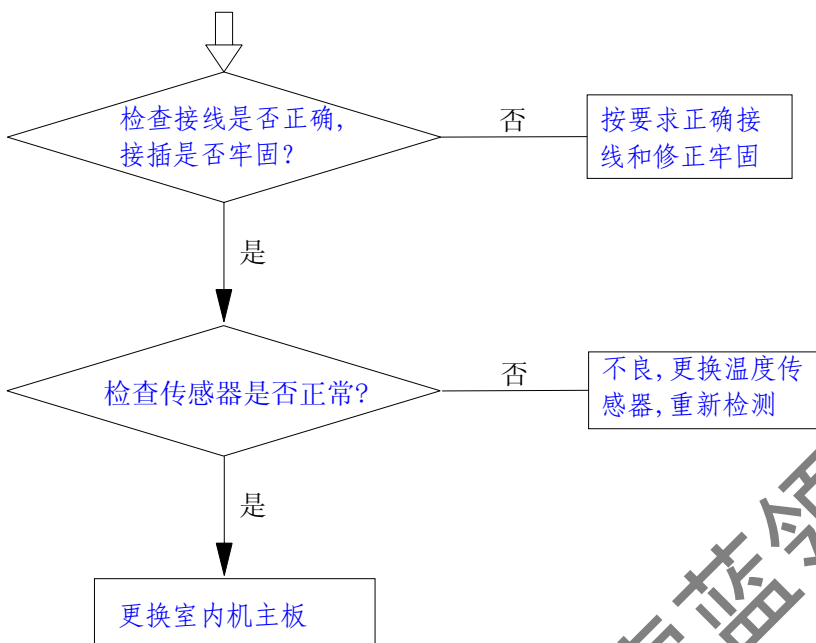 检查接线是否正确,
接插是否牢固?
否
按要求正确接
线和修正牢固
是
检查传感器是否正常?
否
不良,更换温度传
感器,重新检测
是
更换室内机主板
蓝领